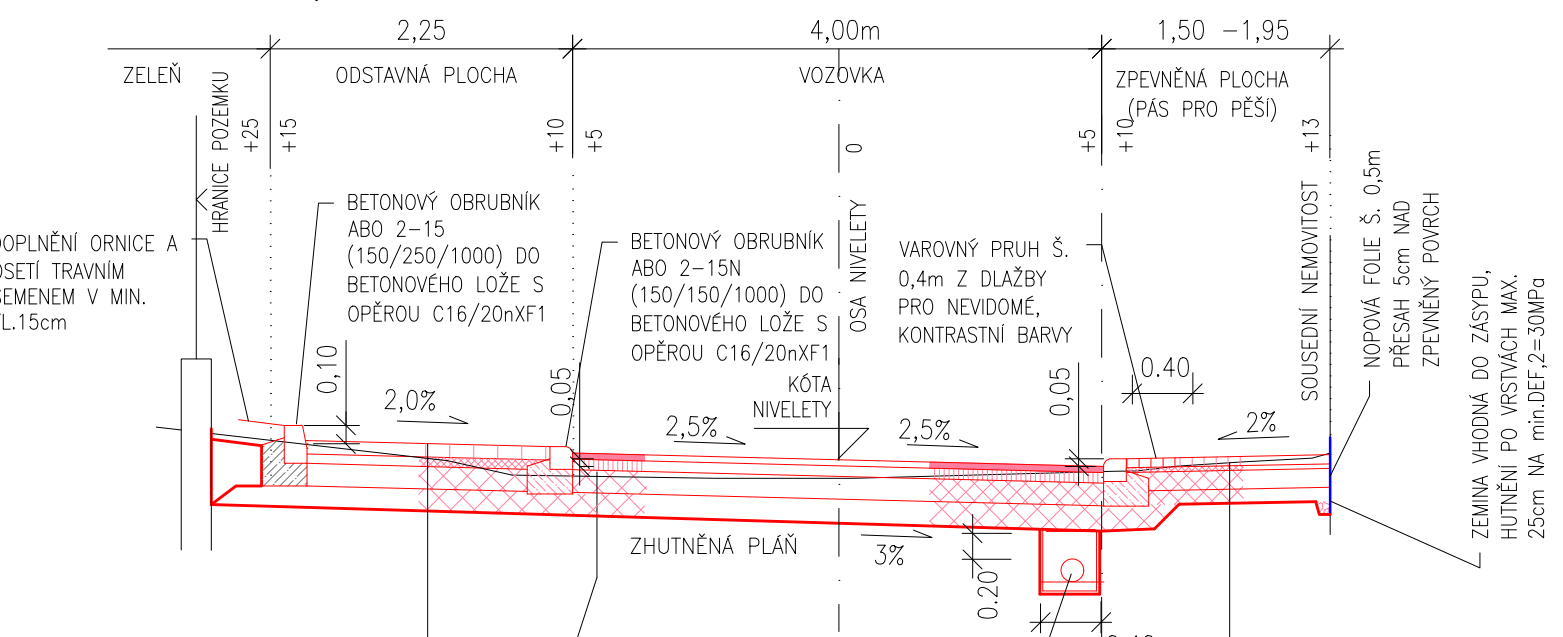 2,25
4,00m
1,50 -1,95
ZELEŇ
ODSTAVNÁ PLOCHA
VOZOVKA
ZPEVNĚNÁ PLOCHA
(PÁS PRO PĚŠÍ)
HRANICE POZEMKU
+25
+15
+10
+5
0
+5
+10
+13
OSA NIVELETY
SOUSEDNÍ NEMOVITOST
NOPOVÁ FOLIE Š. 0,5m
PŘESAH 5cm NAD
ZPEVNĚNÝ POVRCH
ZEMINA VHODNÁ DO ZÁSYPU,
HUTNĚNÍ PO VRSTVÁCH MAX.
25cm NA min.DEF,2=30MPa
DOPLNĚNÍ ORNICE A
OSETÍ TRAVNÍM
SEMENEM V MIN.
TL.15cm
BETONOVÝ OBRUBNÍK
ABO 2-15
(150/250/1000) DO
BETONOVÉHO LOŽE S
OPĚROU C16/20nXF1
BETONOVÝ OBRUBNÍK
ABO 2-15N
(150/150/1000) DO
BETONOVÉHO LOŽE S
OPĚROU C16/20nXF1
VAROVNÝ PRUH Š.
0,4m Z DLAŽBY
PRO NEVIDOMÉ,
KONTRASTNÍ BARVY
0,10
2,0%
0,05
KÓTA
NIVELETY
2,5%
2,5%
0,05
0.40
2%
ZHUTNĚNÁ PLÁŇ
3%
0.20